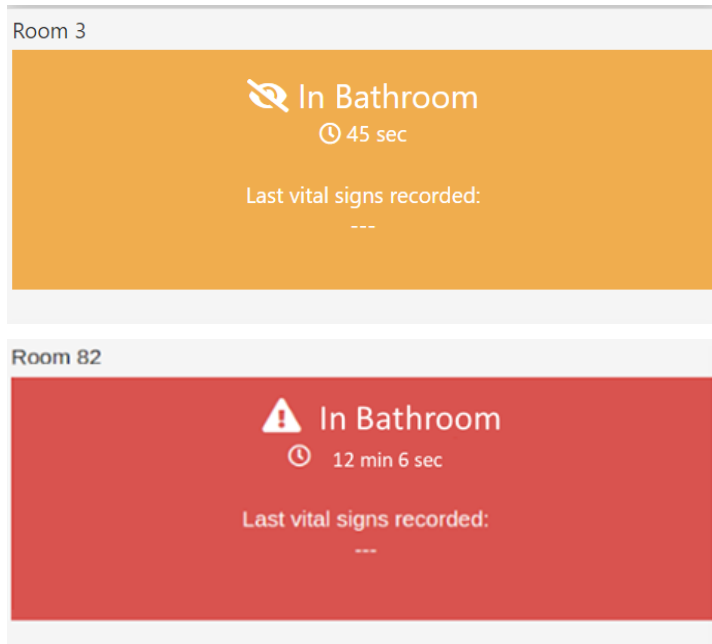 Room 3
In Bathroom
45 sec
Last vital signs recorded:
---
Room 82
In Bathroom
12 min 6 sec
Last vital signs recorded:
---